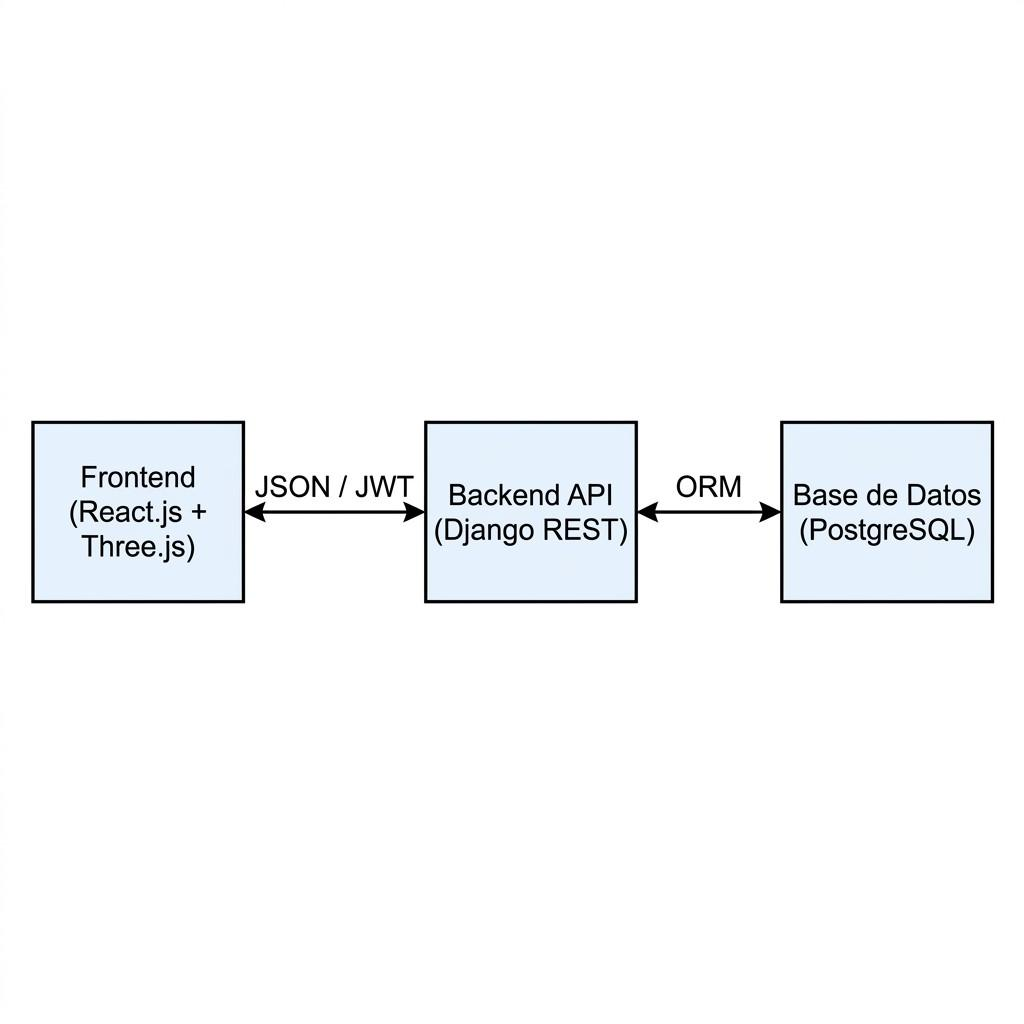 Frontend
(React.js +
Three.js)
JSON / JWT
Backend API
(Django REST)
ORM
Base de Datos
(PostgreSQL)